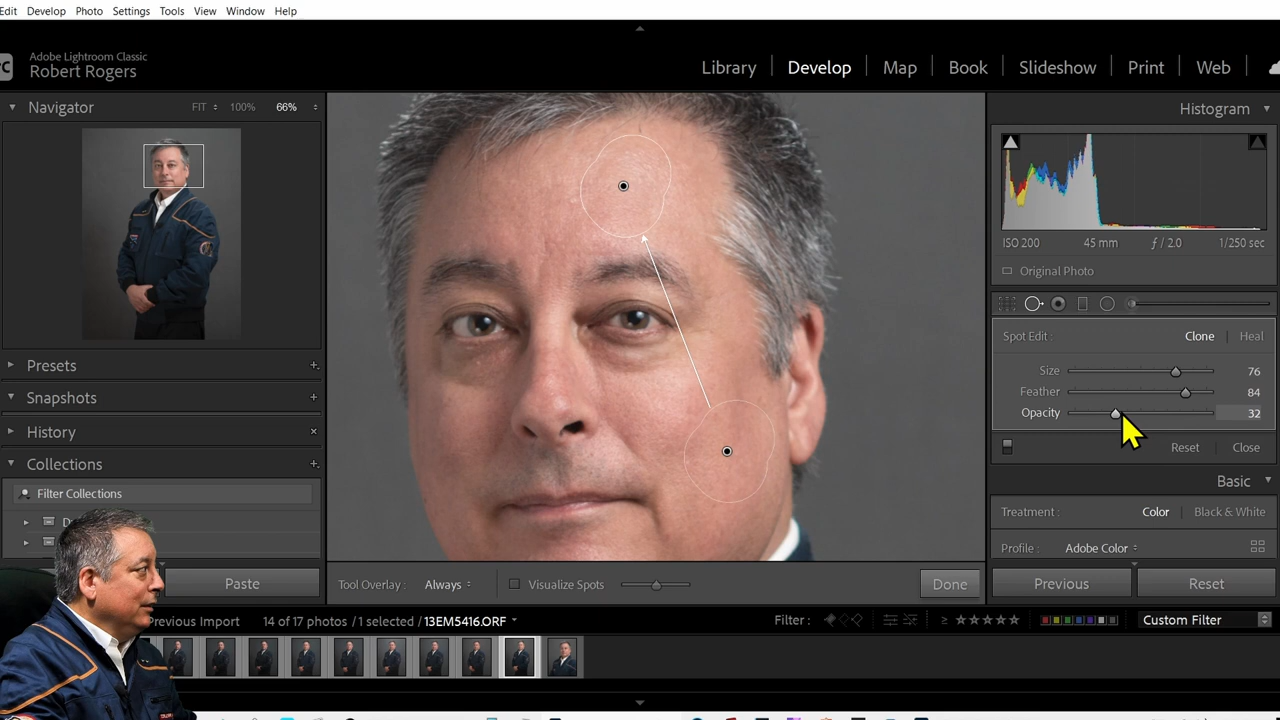 Edit Develop Photo Settings Tools View Window Help
Adobe Lightroom Classic
Robert Rogers
Library | Develop | Map | Book | Slideshow | Print | Web
Navigator FIT 100% 66%
Histogram
ISO 200 45 mm ƒ / 2.0 1/250 sec
Original Photo
Spot Edit : Clone | Heal
Size 76
Feather 84
Opacity 32
Reset Close
Presets
Snapshots
History
Collections
Filter Collections
Basic
Treatment : Color | Black & White
Profile : Adobe Color
Paste
Tool Overlay : Always Visualize Spots Done
Previous Reset
Previous Import 14 of 17 photos / 1 selected / 13EM5416.ORF Filter : Custom Filter